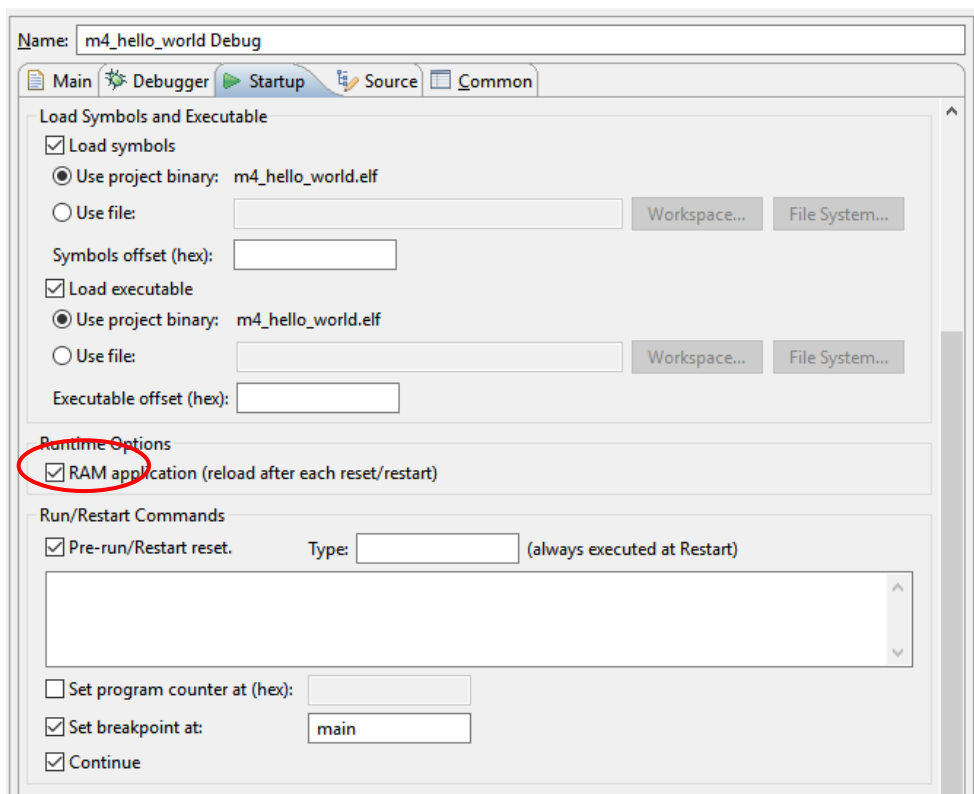 Name: m4_hello_world Debug
Main Debugger Startup Source Common
Load Symbols and Executable
Load symbols
Use project binary: m4_hello_world.elf
Use file: Workspace... File System...
Symbols offset (hex):
Load executable
Use project binary: m4_hello_world.elf
Use file: Workspace... File System...
Executable offset (hex):
Runtime Options
RAM application (reload after each reset/restart)
Run/Restart Commands
Pre-run/Restart reset. Type: (always executed at Restart)
Set program counter at (hex):
Set breakpoint at: main
Continue